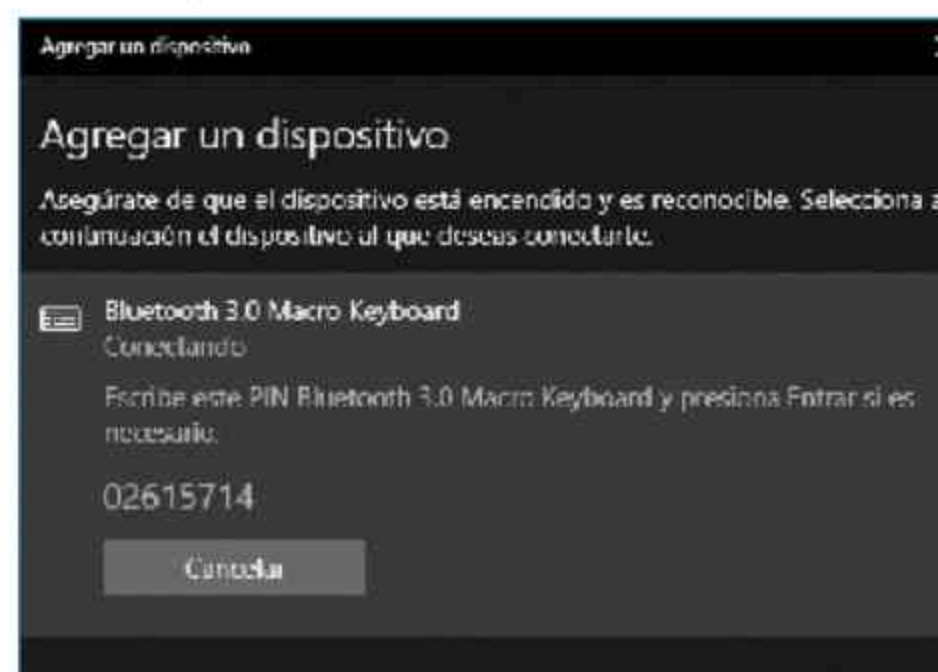 Agregar un dispositivo
Agregar un dispositivo
Asegúrate de que el dispositivo está encendido y es reconocible. Selecciona a
continuación el dispositivo al que deseas conectarte.
Bluetooth 3.0 Macro Keyboard
Conectando
Escribe este PIN Bluetooth 3.0 Macro Keyboard y presiona Entrar si es
necesario.
02615714
Cancelar